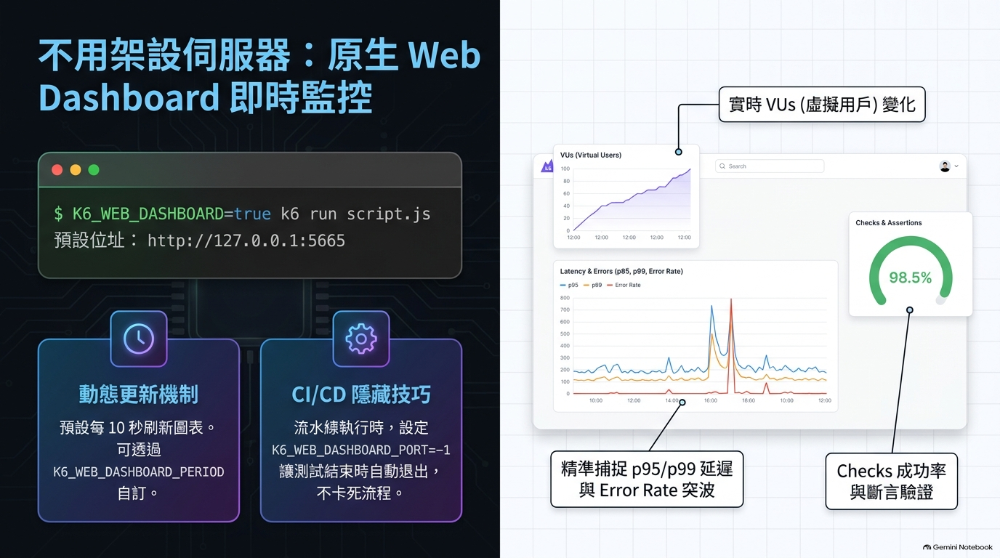 不用架設伺服器：原生 Web
Dashboard 即時監控
$ K6_WEB_DASHBOARD=true k6 run script.js
預設位址： http://127.0.0.1:5665
動態更新機制
預設每 10 秒刷新圖表。
可透過
K6_WEB_DASHBOARD_PERIOD
自訂。
CI/CD 隱藏技巧
流水線執行時，設定
K6_WEB_DASHBOARD_PORT=-1
讓測試結束時自動退出，
不卡死流程。
實時 VUs (虛擬用戶) 變化
k6
Search
VUs (Virtual Users)
100
80
60
40
20
0
12:00 12:00 12:00 12:00 12:00
Checks & Assertions
98.5%
Latency & Errors (p85, p99, Error Rate)
p95 p89 Error Rate
800
700
600
500
400
300
200
100
0
10:00 12:00 14:00 16:00 18:00 10:00 12:00
精準捕捉 p95/p99 延遲
與 Error Rate 突波
Checks 成功率
與斷言驗證
Gemini Notebook